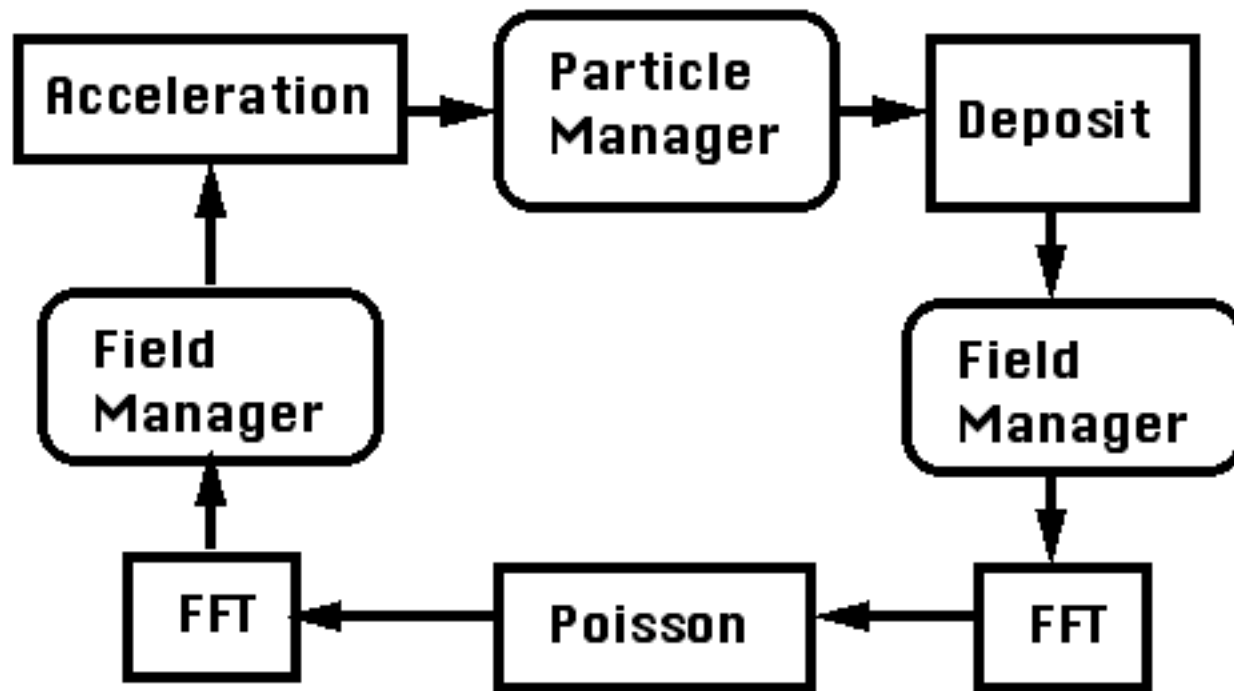 Acceleration
Particle
Manager
Deposit
Field
Manager
Field
Manager
FFT
Poisson
FFT